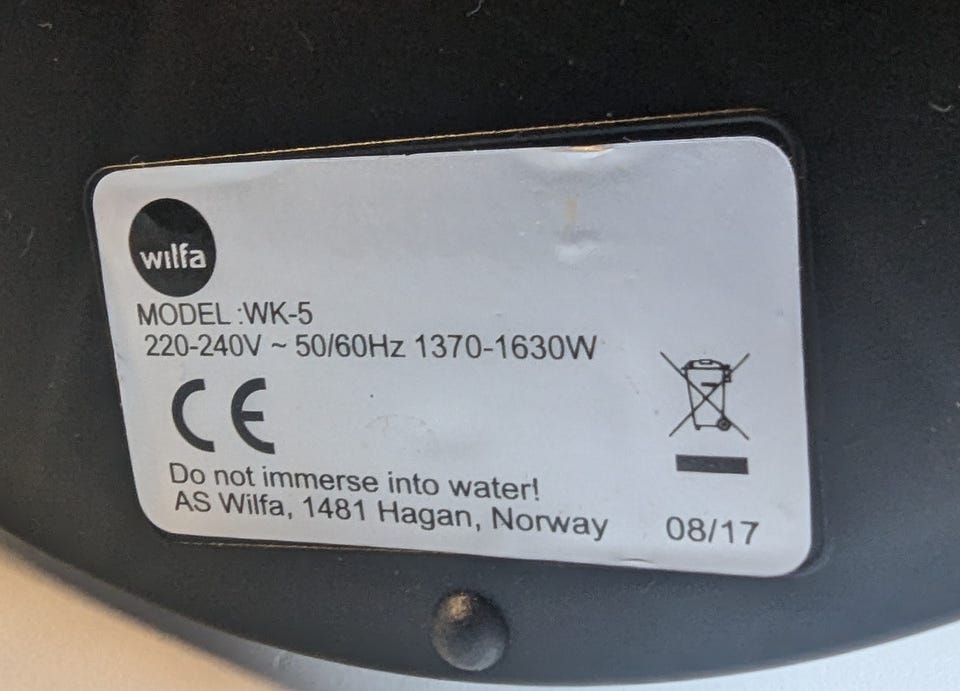 wilfa
MODEL :WK-5
220-240V ~ 50/60Hz 1370-1630W
CE
Do not immerse into water!
AS Wilfa, 1481 Hagan, Norway
08/17